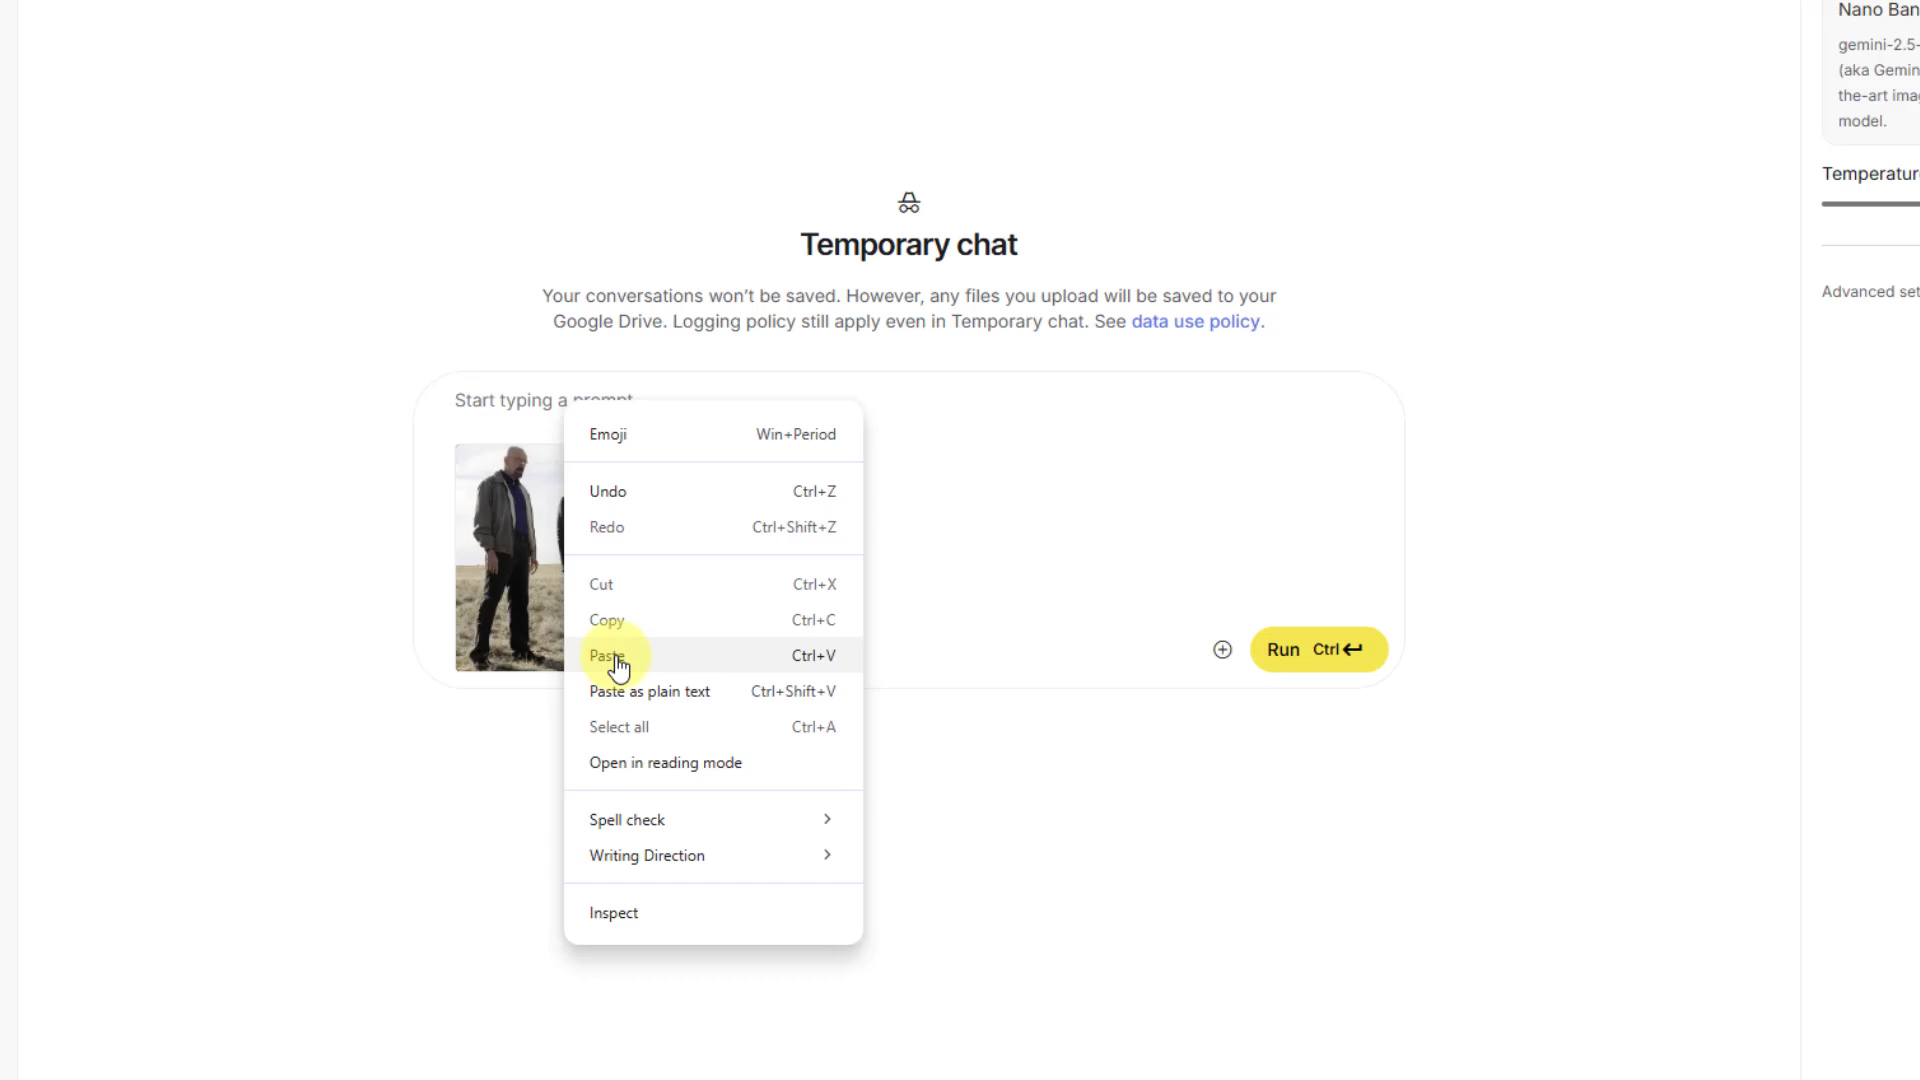 Nano Ban
gemini-2.5-
(aka Gemin
the-art ima
model.
Temperatur
Advanced set
Temporary chat
Your conversations won't be saved. However, any files you upload will be saved to your
Google Drive. Logging policy still apply even in Temporary chat. See data use policy.
Start typing a prompt
Emoji Win+Period
Undo Ctrl+Z
Redo Ctrl+Shift+Z
Cut Ctrl+X
Copy Ctrl+C
Paste Ctrl+V
Paste as plain text Ctrl+Shift+V
Select all Ctrl+A
Open in reading mode
Spell check
Writing Direction
Inspect
Run Ctrl